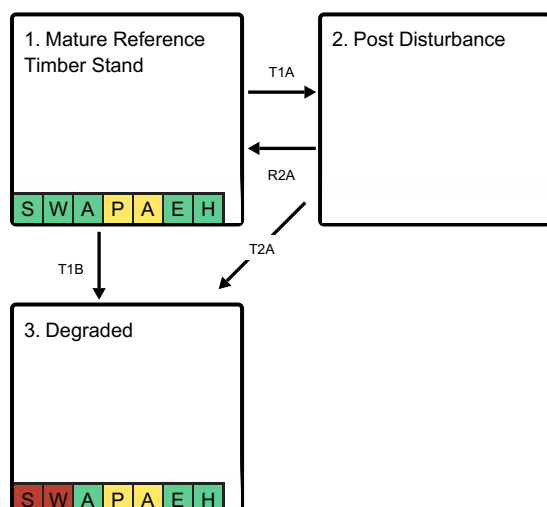 1. Mature Reference
Timber Stand
2. Post Disturbance
T1A
R2A
S W A P A E H
T2A
T1B
3. Degraded
S W A P A E H